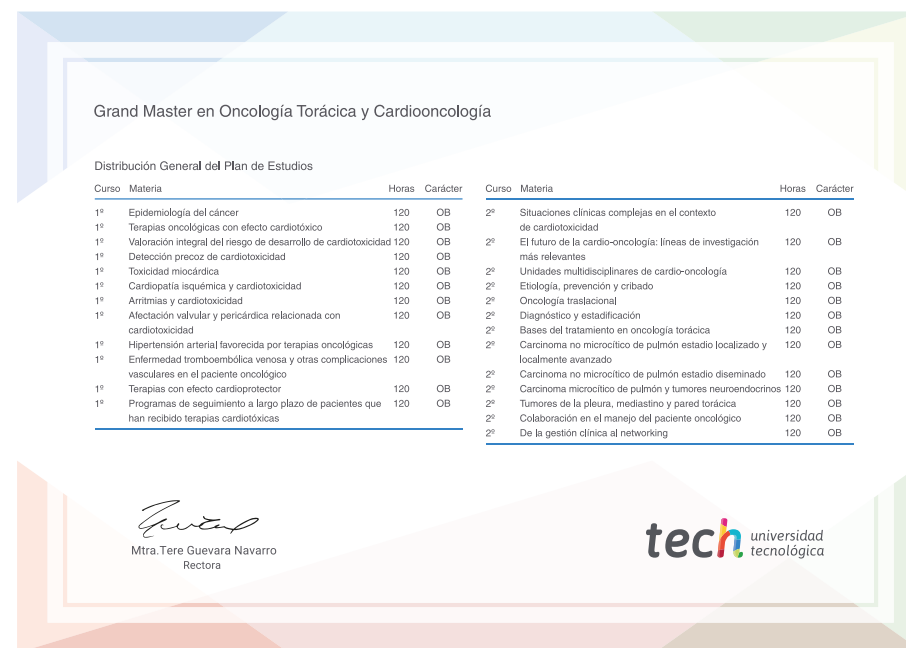 Grand Master en Oncología Torácica y Cardiooncología
Distribución General del Plan de Estudios
Curso Materia Horas Carácter
1º Epidemiología del cáncer 120 OB
1º Terapias oncológicas con efecto cardiotóxico 120 OB
1º Valoración integral del riesgo de desarrollo de cardiotoxicidad 120 OB
1º Detección precoz de cardiotoxicidad 120 OB
1º Toxicidad miocárdica 120 OB
1º Cardiopatía isquémica y cardiotoxicidad 120 OB
1º Arritmias y cardiotoxicidad 120 OB
1º Afectación valvular y pericárdica relacionada con 120 OB
cardiotoxicidad
1º Hipertensión arterial favorecida por terapias oncológicas 120 OB
1º Enfermedad tromboembólica venosa y otras complicaciones 120 OB
vasculares en el paciente oncológico
1º Terapias con efecto cardioprotector 120 OB
1º Programas de seguimiento a largo plazo de pacientes que 120 OB
han recibido terapias cardiotóxicas
Curso Materia Horas Carácter
2º Situaciones clínicas complejas en el contexto 120 OB
de cardiotoxicidad
2º El futuro de la cardio-oncología: líneas de investigación 120 OB
más relevantes
2º Unidades multidisciplinares de cardio-oncología 120 OB
2º Etiología, prevención y cribado 120 OB
2º Oncología traslacional 120 OB
2º Diagnóstico y estadificación 120 OB
2º Bases del tratamiento en oncología torácica 120 OB
2º Carcinoma no microcítico de pulmón estadio localizado y 120 OB
localmente avanzado
2º Carcinoma no microcítico de pulmón estadio diseminado 120 OB
2º Carcinoma microcítico de pulmón y tumores neuroendocrinos 120 OB
2º Tumores de la pleura, mediastino y pared torácica 120 OB
2º Colaboración en el manejo del paciente oncológico 120 OB
2º De la gestión clínica al networking 120 OB
Mtra.Tere Guevara Navarro
Rectora
tech universidad
tecnológica